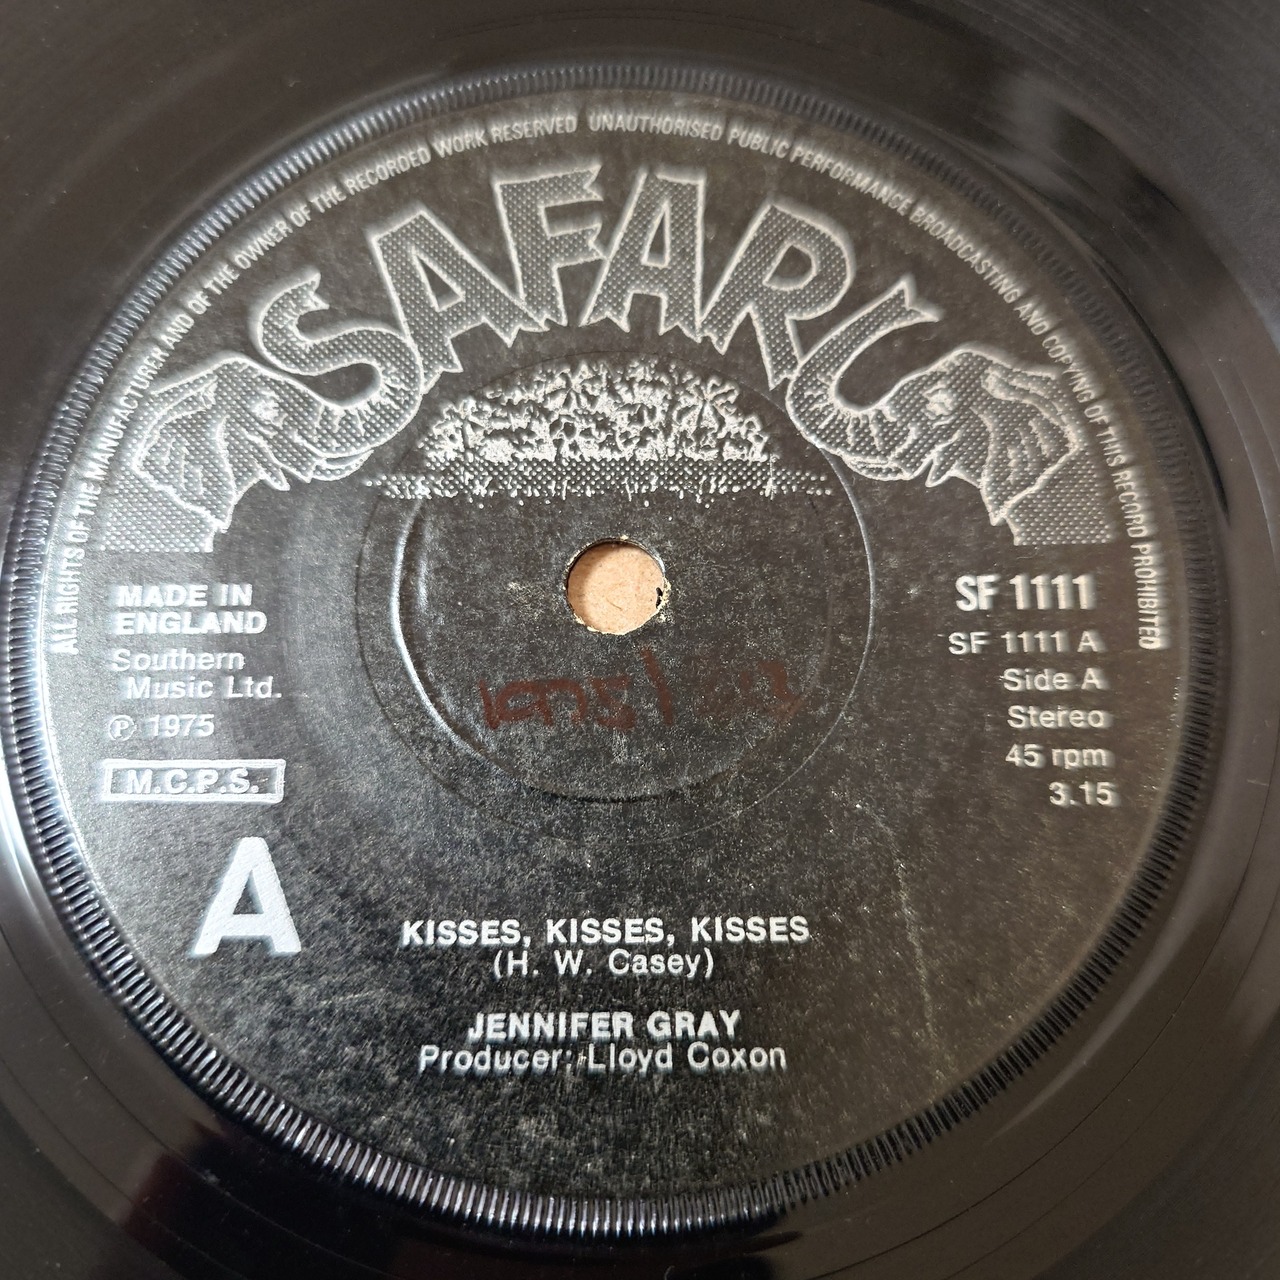 ALL RIGHTS OF THE MANUFACTURER AND OF THE OWNER OF THE RECORDED WORK RESERVED UNAUTHORISED PUBLIC PERFORMANCE BROADCASTING AND COPYING OF THIS RECORD PROHIBITED
SAFARI
MADE IN
ENGLAND
Southern
Music Ltd.
℗ 1975
M.C.P.S.
A
SF 1111
SF 1111 A
Side A
Stereo
45 rpm
3.15
KISSES, KISSES, KISSES
(H. W. Casey)
JENNIFER GRAY
Producer: Lloyd Coxon